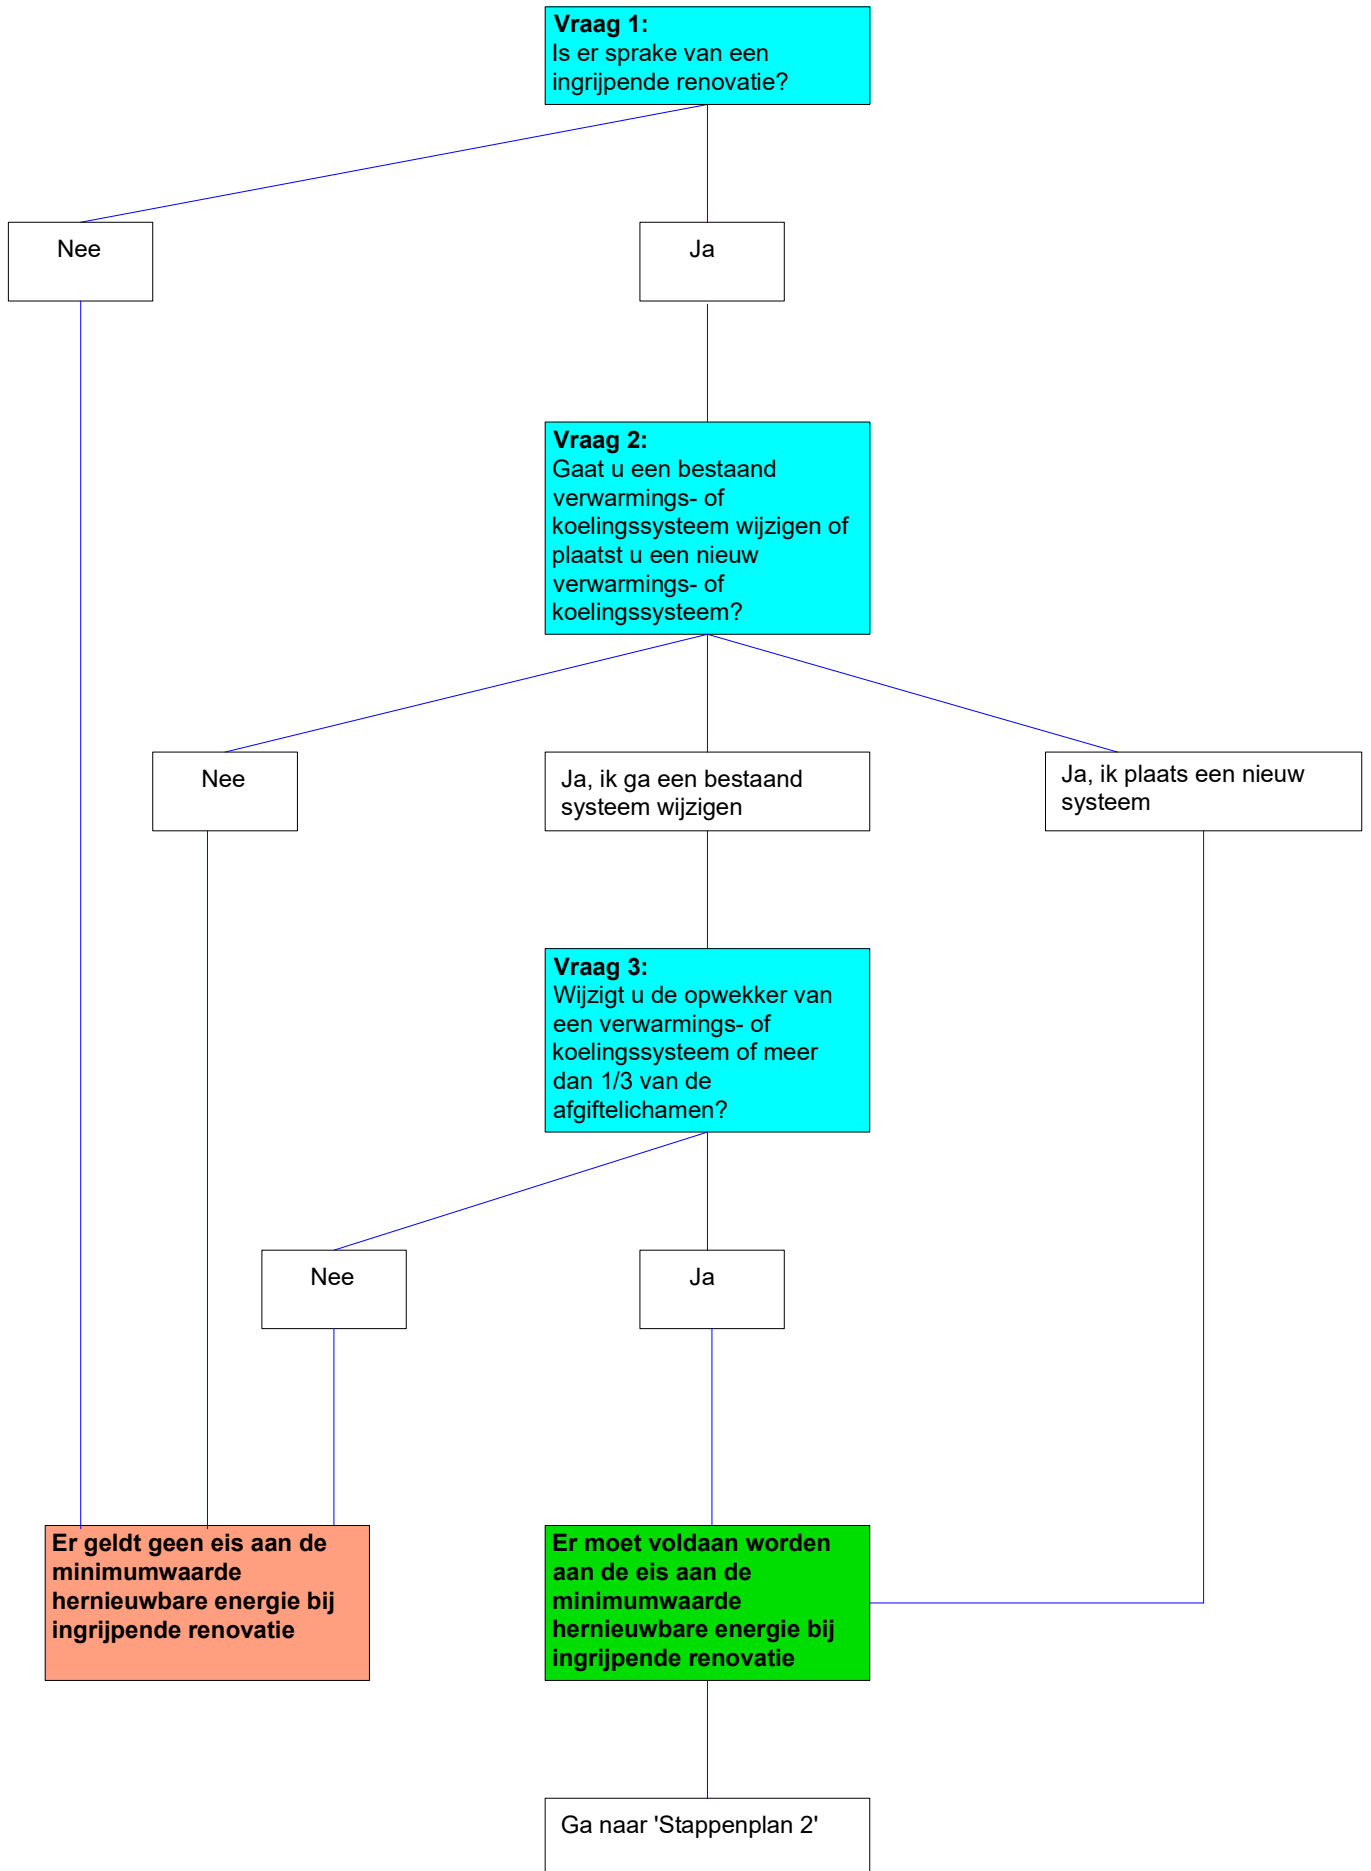 Vraag 1:
Is er sprake van een
ingrijpende renovatie?
Nee
Ja
Vraag 2:
Gaat u een bestaand
verwarmings- of
koelingssysteem wijzigen of
plaatst u een nieuw
verwarmings- of
koelingssysteem?
Nee
Ja, ik ga een bestaand
systeem wijzigen
Ja, ik plaats een nieuw
systeem
Vraag 3:
Wijzigt u de opwekker van
een verwarmings- of
koelingssysteem of meer
dan 1/3 van de
afgiftelichamen?
Nee
Ja
Er geldt geen eis aan de
minimumwaarde
hernieuwbare energie bij
ingrijpende renovatie
Er moet voldaan worden
aan de eis aan de
minimumwaarde
hernieuwbare energie bij
ingrijpende renovatie
Ga naar 'Stappenplan 2'